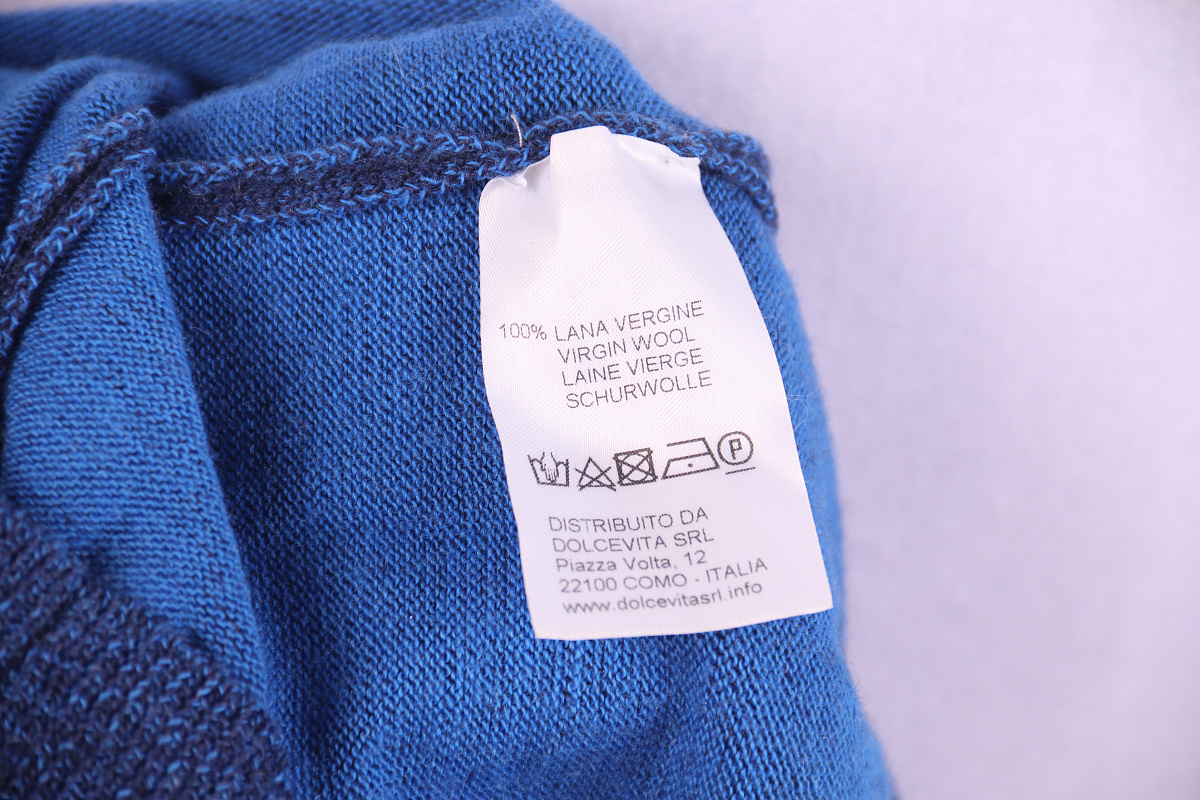 100% LANA VERGINE
VIRGIN WOOL
LAINE VIERGE
SCHURWOLLE
P
DISTRIBUITO DA
DOLCEVITA SRL
Piazza Volta, 12
22100 COMO - ITALIA
www.dolcevitasrl.info